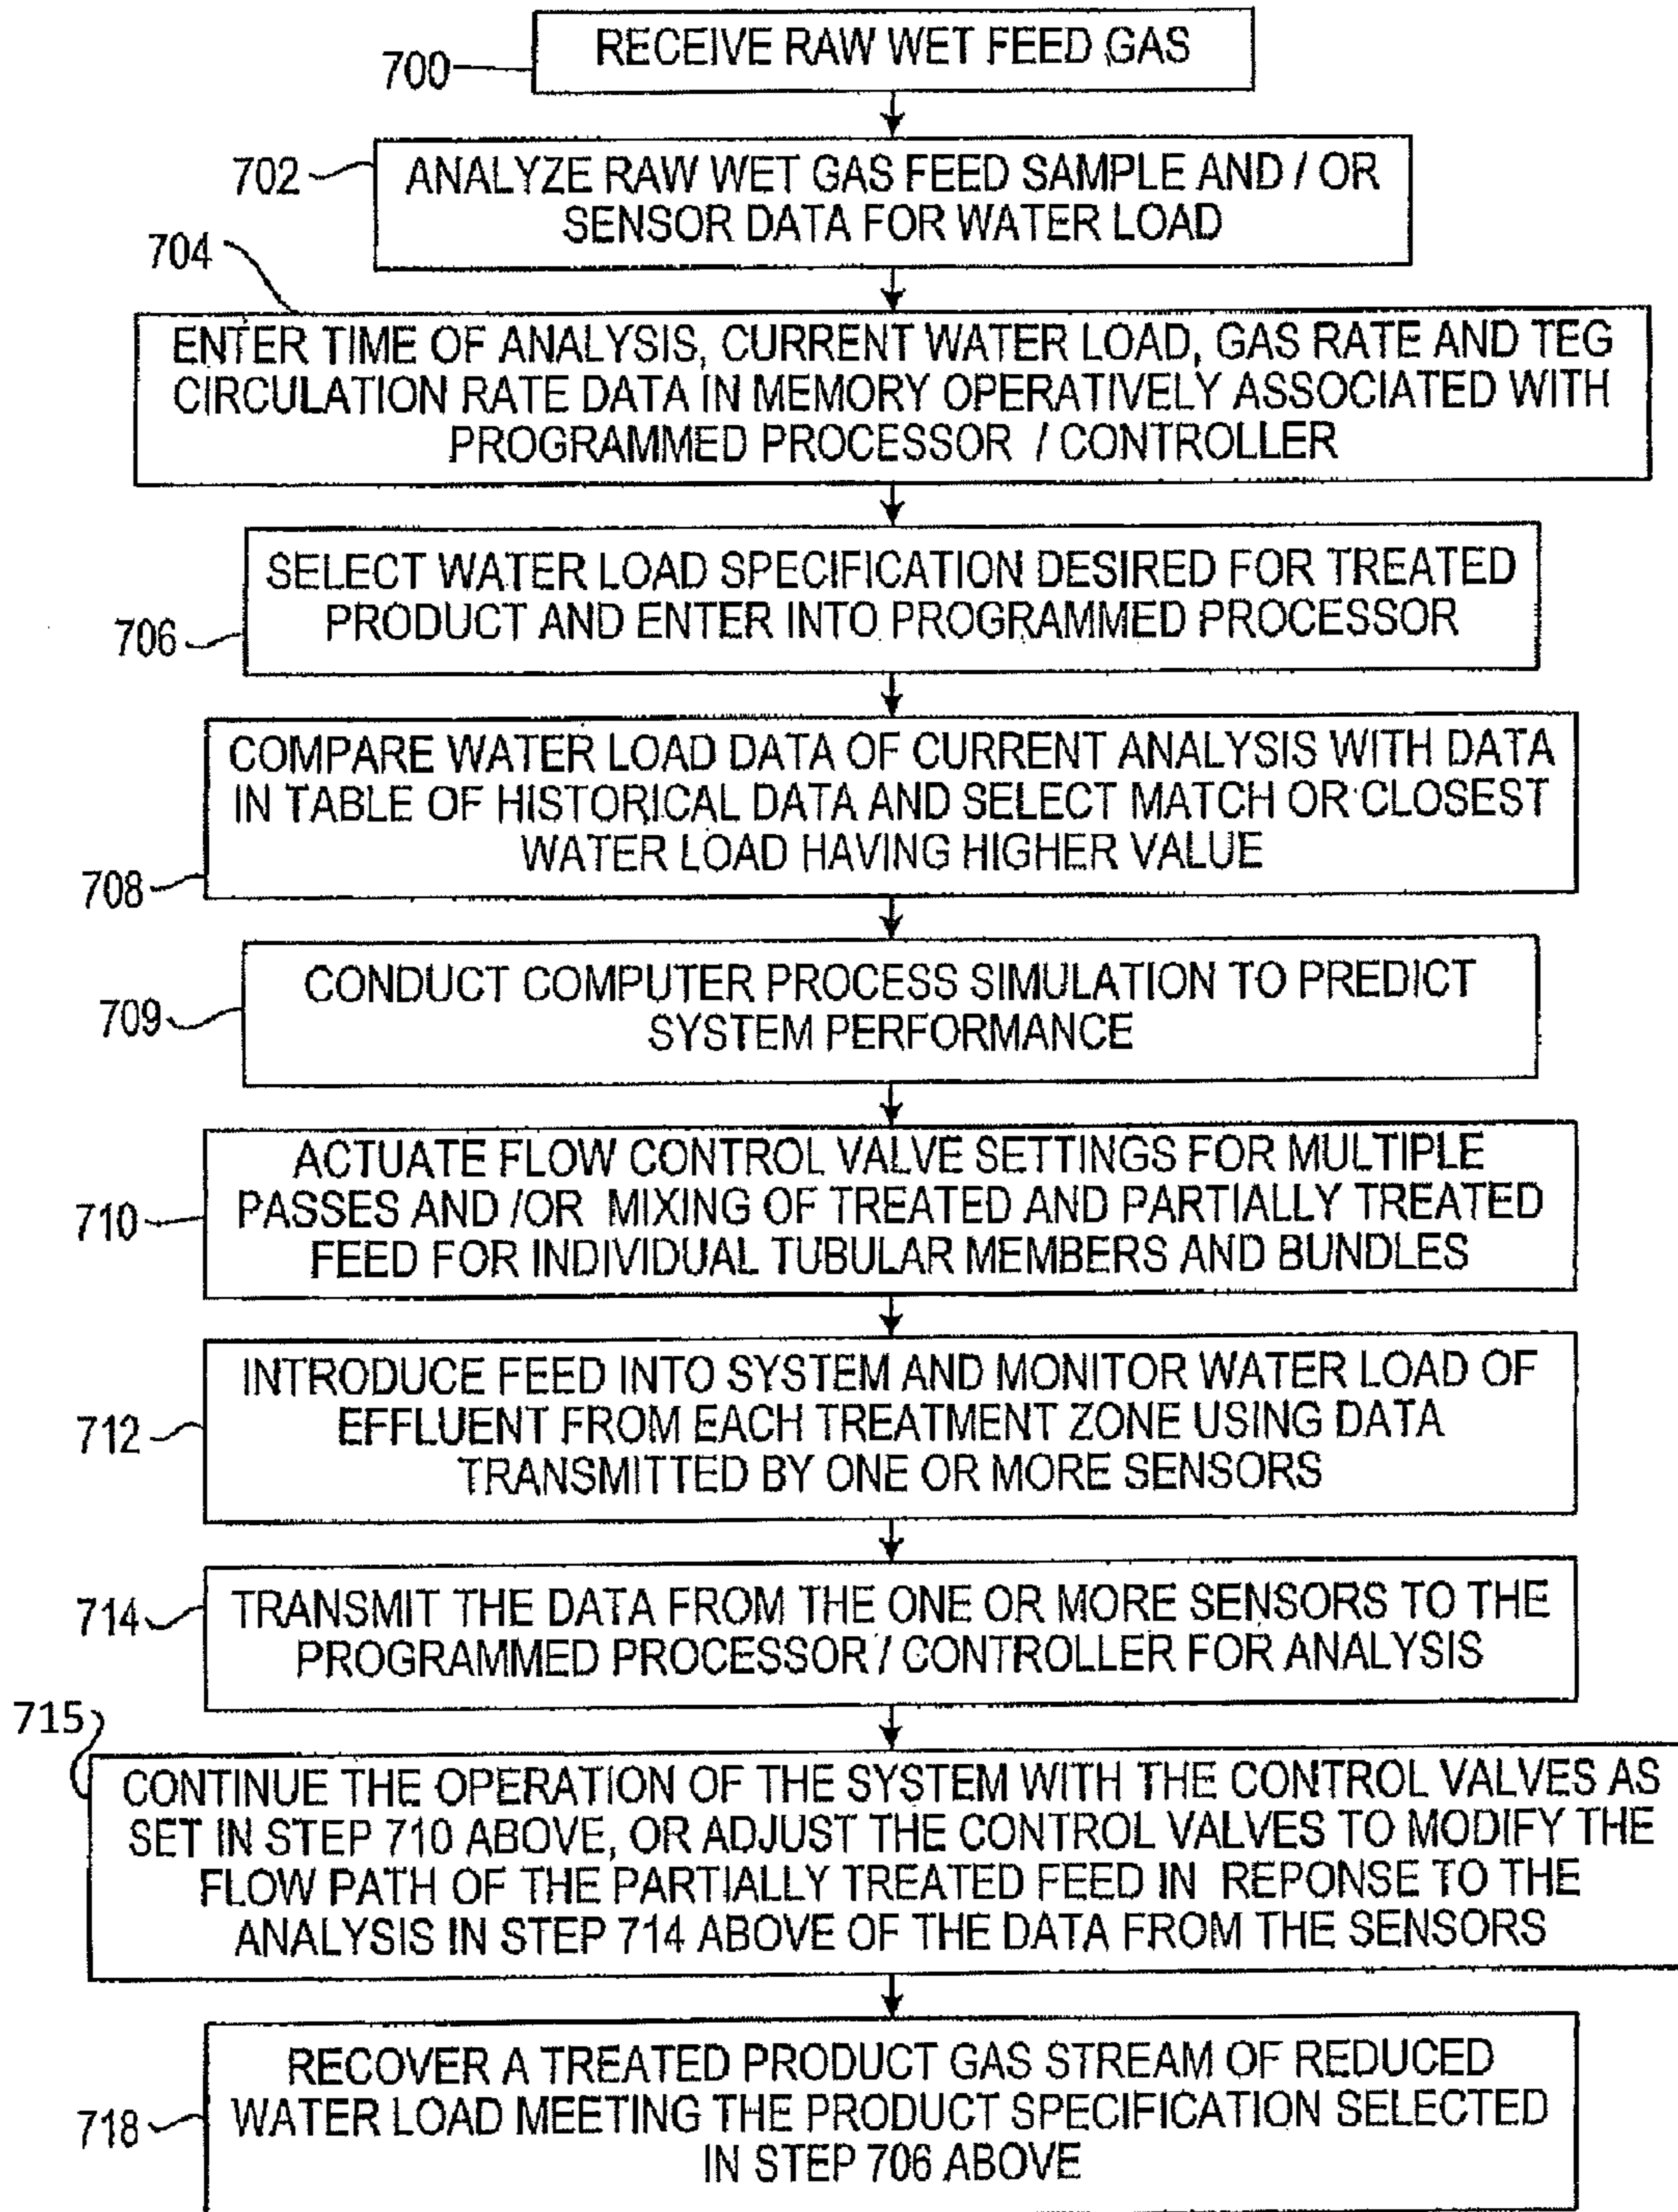 RECEIVE RAW WET FEED GAS
700
702
ANALYZE RAW WET GAS FEED SAMPLE AND / OR
SENSOR DATA FOR WATER LOAD
704
ENTER TIME OF ANALYSIS, CURRENT WATER LOAD, GAS RATE AND TEG
CIRCULATION RATE DATA IN MEMORY OPERATIVELY ASSOCIATED WITH
PROGRAMMED PROCESSOR / CONTROLLER
SELECT WATER LOAD SPECIFICATION DESIRED FOR TREATED
PRODUCT AND ENTER INTO PROGRAMMED PROCESSOR
706
COMPARE WATER LOAD DATA OF CURRENT ANALYSIS WITH DATA
IN TABLE OF HISTORICAL DATA AND SELECT MATCH OR CLOSEST
WATER LOAD HAVING HIGHER VALUE
708
CONDUCT COMPUTER PROCESS SIMULATION TO PREDICT
SYSTEM PERFORMANCE
709
ACTUATE FLOW CONTROL VALVE SETTINGS FOR MULTIPLE
PASSES AND /OR MIXING OF TREATED AND PARTIALLY TREATED
FEED FOR INDIVIDUAL TUBULAR MEMBERS AND BUNDLES
710
INTRODUCE FEED INTO SYSTEM AND MONITOR WATER LOAD OF
EFFLUENT FROM EACH TREATMENT ZONE USING DATA
TRANSMITTED BY ONE OR MORE SENSORS
712
TRANSMIT THE DATA FROM THE ONE OR MORE SENSORS TO THE
PROGRAMMED PROCESSOR / CONTROLLER FOR ANALYSIS
714
715
CONTINUE THE OPERATION OF THE SYSTEM WITH THE CONTROL VALVES AS
SET IN STEP 710 ABOVE, OR ADJUST THE CONTROL VALVES TO MODIFY THE
FLOW PATH OF THE PARTIALLY TREATED FEED IN REPONSE TO THE
ANALYSIS IN STEP 714 ABOVE OF THE DATA FROM THE SENSORS
RECOVER A TREATED PRODUCT GAS STREAM OF REDUCED
WATER LOAD MEETING THE PRODUCT SPECIFICATION SELECTED
IN STEP 706 ABOVE
718